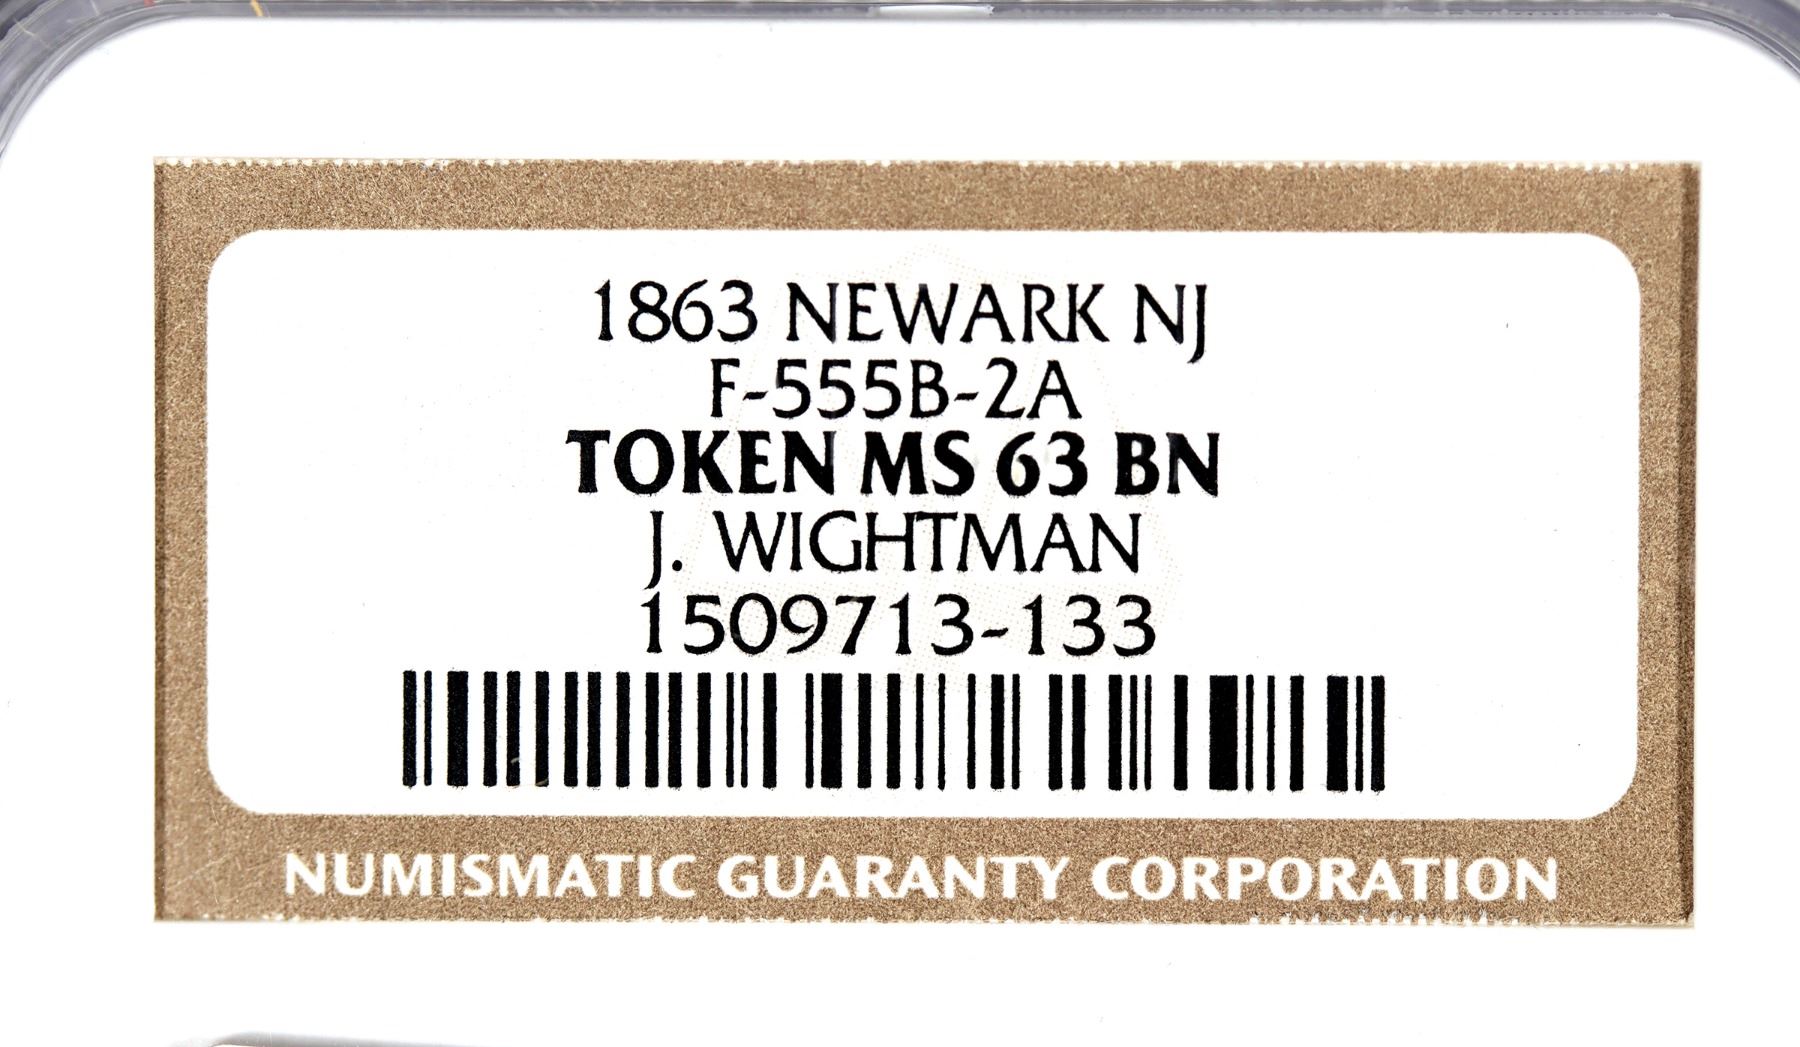 1863 NEWARK NJ
F-555B-2A
TOKEN MS 63 BN
J. WIGHTMAN
1509713-133
NUMISMATIC GUARANTY CORPORATION